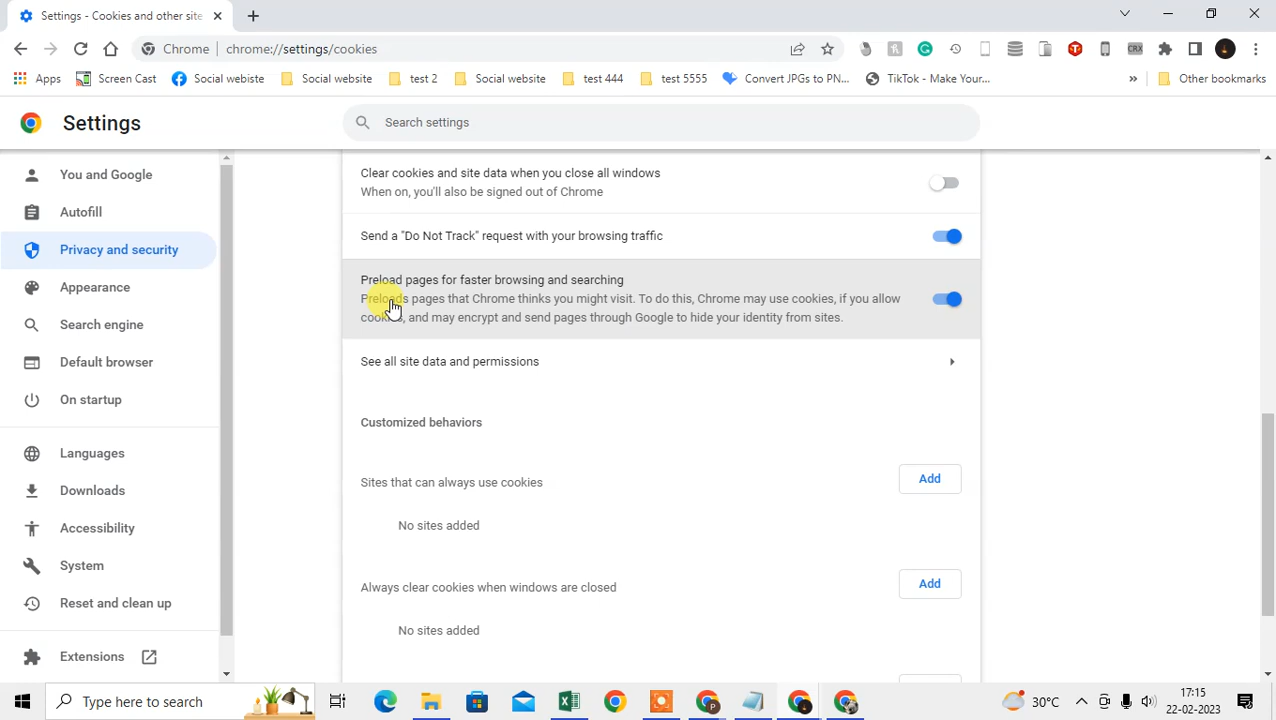 Settings - Cookies and other site
Chrome chrome://settings/cookies
Apps Screen Cast Social webiste Social website test 2 Social website test 444 test 5555 Convert JPGs to PN... TikTok - Make Your... » Other bookmarks
Settings
Search settings
You and Google
Autofill
Privacy and security
Appearance
Search engine
Default browser
On startup
Languages
Downloads
Accessibility
System
Reset and clean up
Extensions
Clear cookies and site data when you close all windows
When on, you'll also be signed out of Chrome
Send a "Do Not Track" request with your browsing traffic
Preload pages for faster browsing and searching
Preloads pages that Chrome thinks you might visit. To do this, Chrome may use cookies, if you allow
cookies, and may encrypt and send pages through Google to hide your identity from sites.
See all site data and permissions
Customized behaviors
Sites that can always use cookies
Add
No sites added
Always clear cookies when windows are closed
Add
No sites added
Type here to search
30°C
17:15
22-02-2023